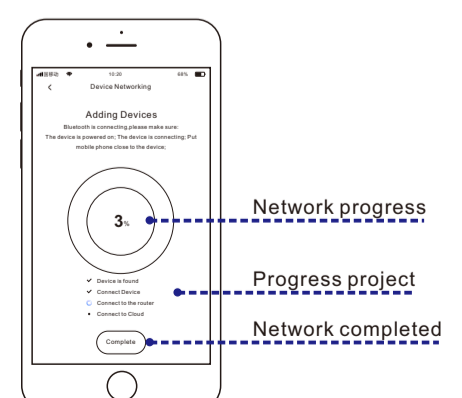 10:20
68%
Device Networking
Adding Devices
Bluetooth is connecting,please make sure:
The device is powered on; The device is connecting; Put
mobile phone close to the device;
3%
Network progress
Device is found
Connect Device
Progress project
Connect to the router
Connect to Cloud
Network completed
Complete